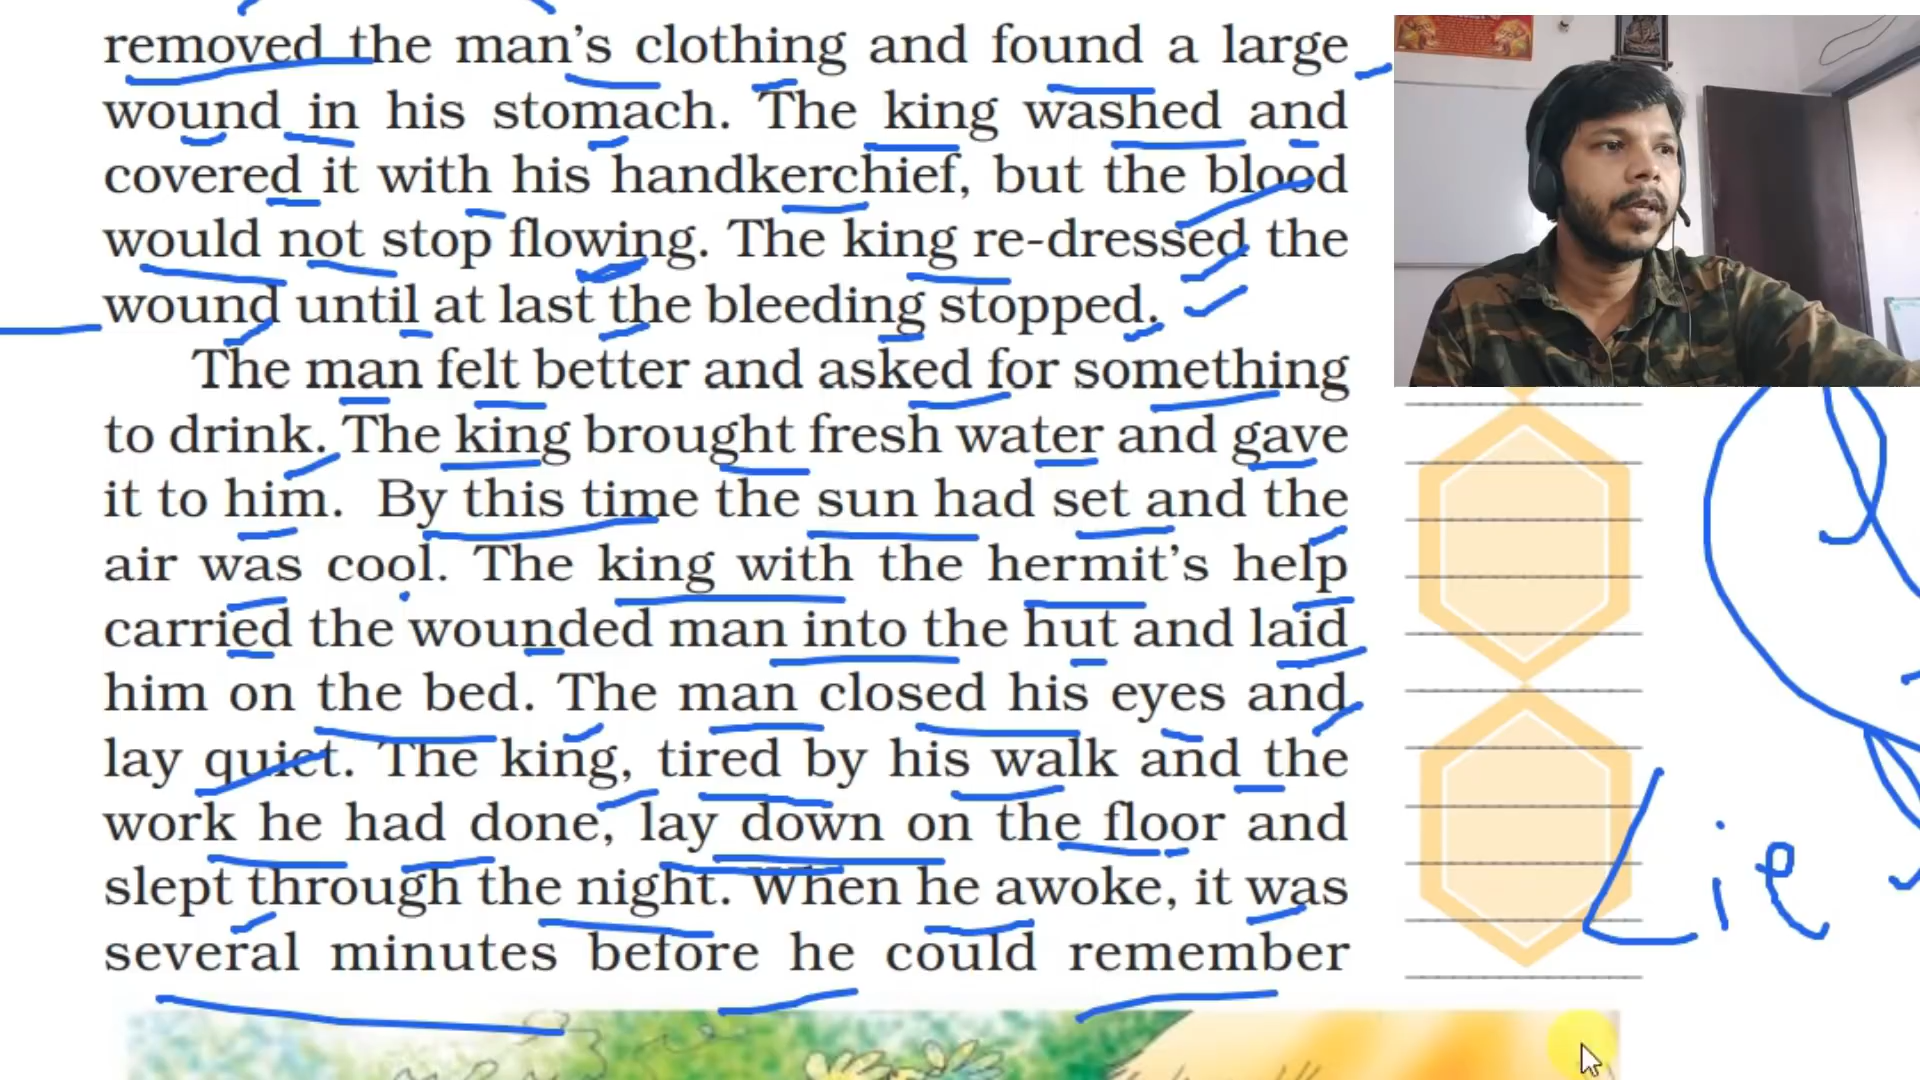 removed the man’s clothing and found a large
wound in his stomach. The king washed and
covered it with his handkerchief, but the blood
would not stop flowing. The king re-dressed the
wound until at last the bleeding stopped.
The man felt better and asked for something
to drink. The king brought fresh water and gave
it to him. By this time the sun had set and the
air was cool. The king with the hermit’s help
carried the wounded man into the hut and laid
him on the bed. The man closed his eyes and
lay quiet. The king, tired by his walk and the
work he had done, lay down on the floor and
slept through the night. When he awoke, it was
several minutes before he could remember
Lie